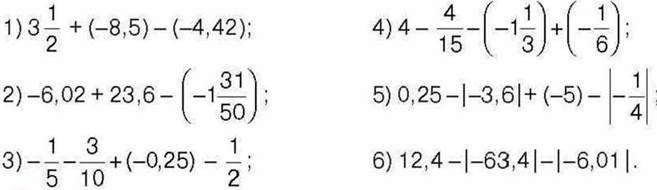 1) 3 1/2 + (–8,5) – (–4,42);
2) –6,02 + 23,6 – (–1 31/50);
3) – 1/5 – 3/10 + (–0,25) – 1/2;
4) 4 – 4/15 – (–1 1/3) + (– 1/6);
5) 0,25 – |–3,6| + (–5) – |– 1/4|;
6) 12,4 – |–63,4| – |–6,01|.